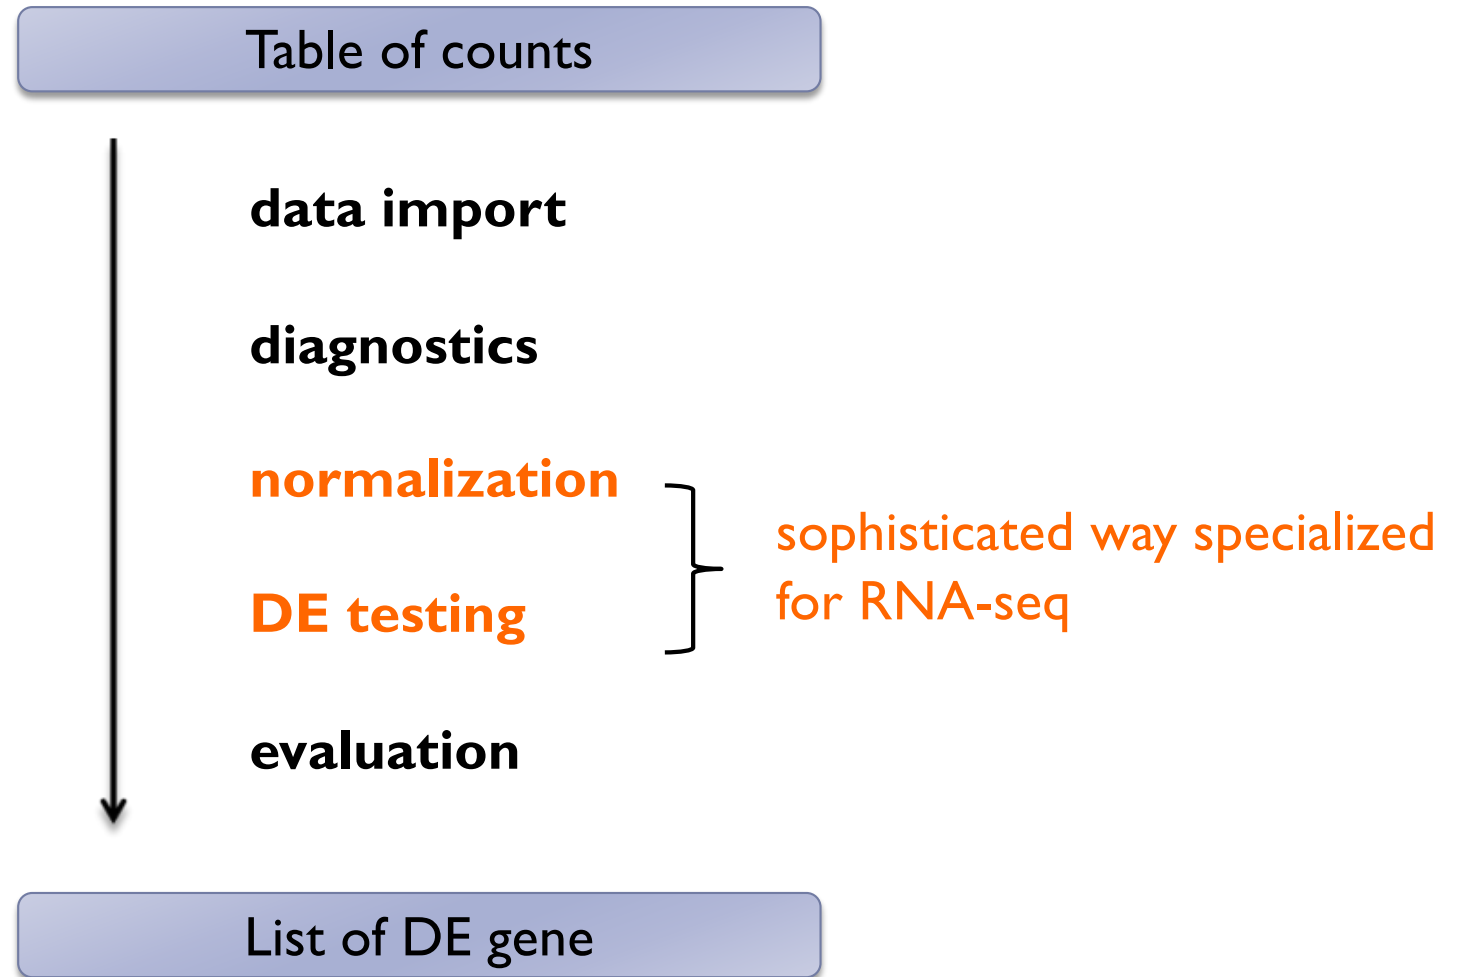 Table of counts
data import
diagnostics
normalization
sophisticated way specialized
for RNA-seq
DE testing
evaluation
List of DE gene